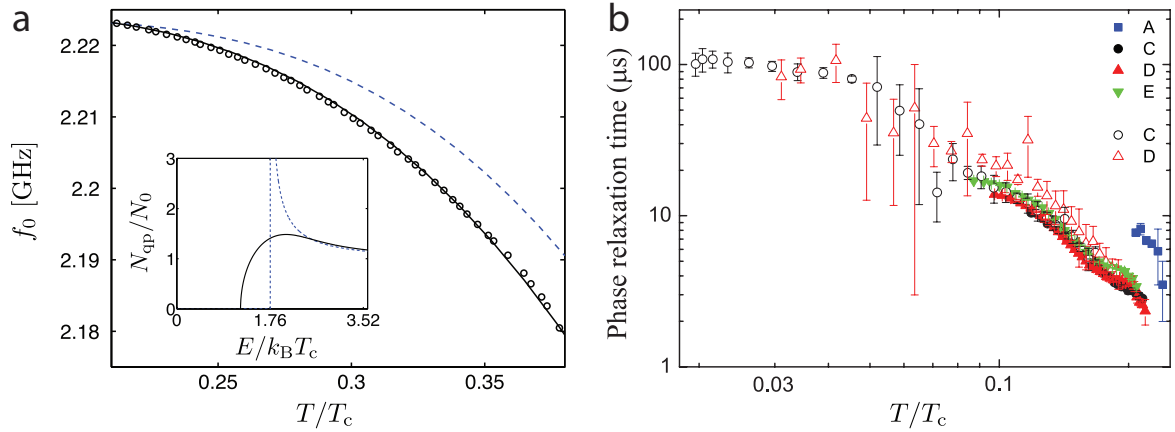 a
2.22
2.21
2.2
2.19
2.18
f0 [GHz]
0.25
0.3
0.35
T/Tc
3
2
1
0
Nqp/N0
0
1.76
3.52
E/kBTc
b
100
10
1
Phase relaxation time (μs)
0.03
0.1
T/Tc
A
C
D
E
C
D